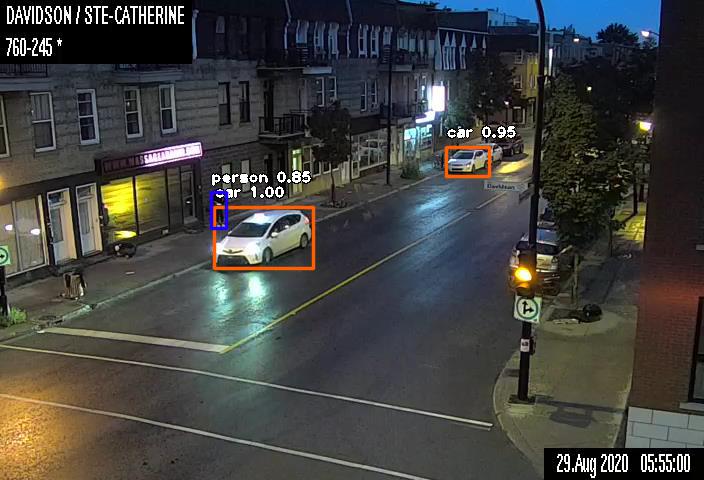 DAVIDSON / STE-CATHERINE
760-245 *
car 0.95
person 0.85
car 1.00
Davidson
29.Aug 2020 05:55:00